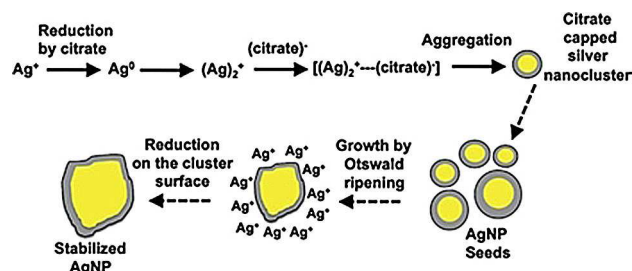 Reduction
by citrate
Ag⁺
Ag⁰
(Ag)₂⁺
(citrate)⁻
[(Ag)₂⁺---(citrate)⁻]
Aggregation
Citrate
capped
silver
nanocluster
AgNP
Seeds
Growth by
Otswald
ripening
Ag⁺ Ag⁺ Ag⁺
Ag⁺ Ag⁺
Ag⁺ Ag⁺
Ag⁺ Ag⁺
Ag⁺ Ag⁺ Ag⁺
Reduction
on the cluster
surface
Stabilized
AgNP